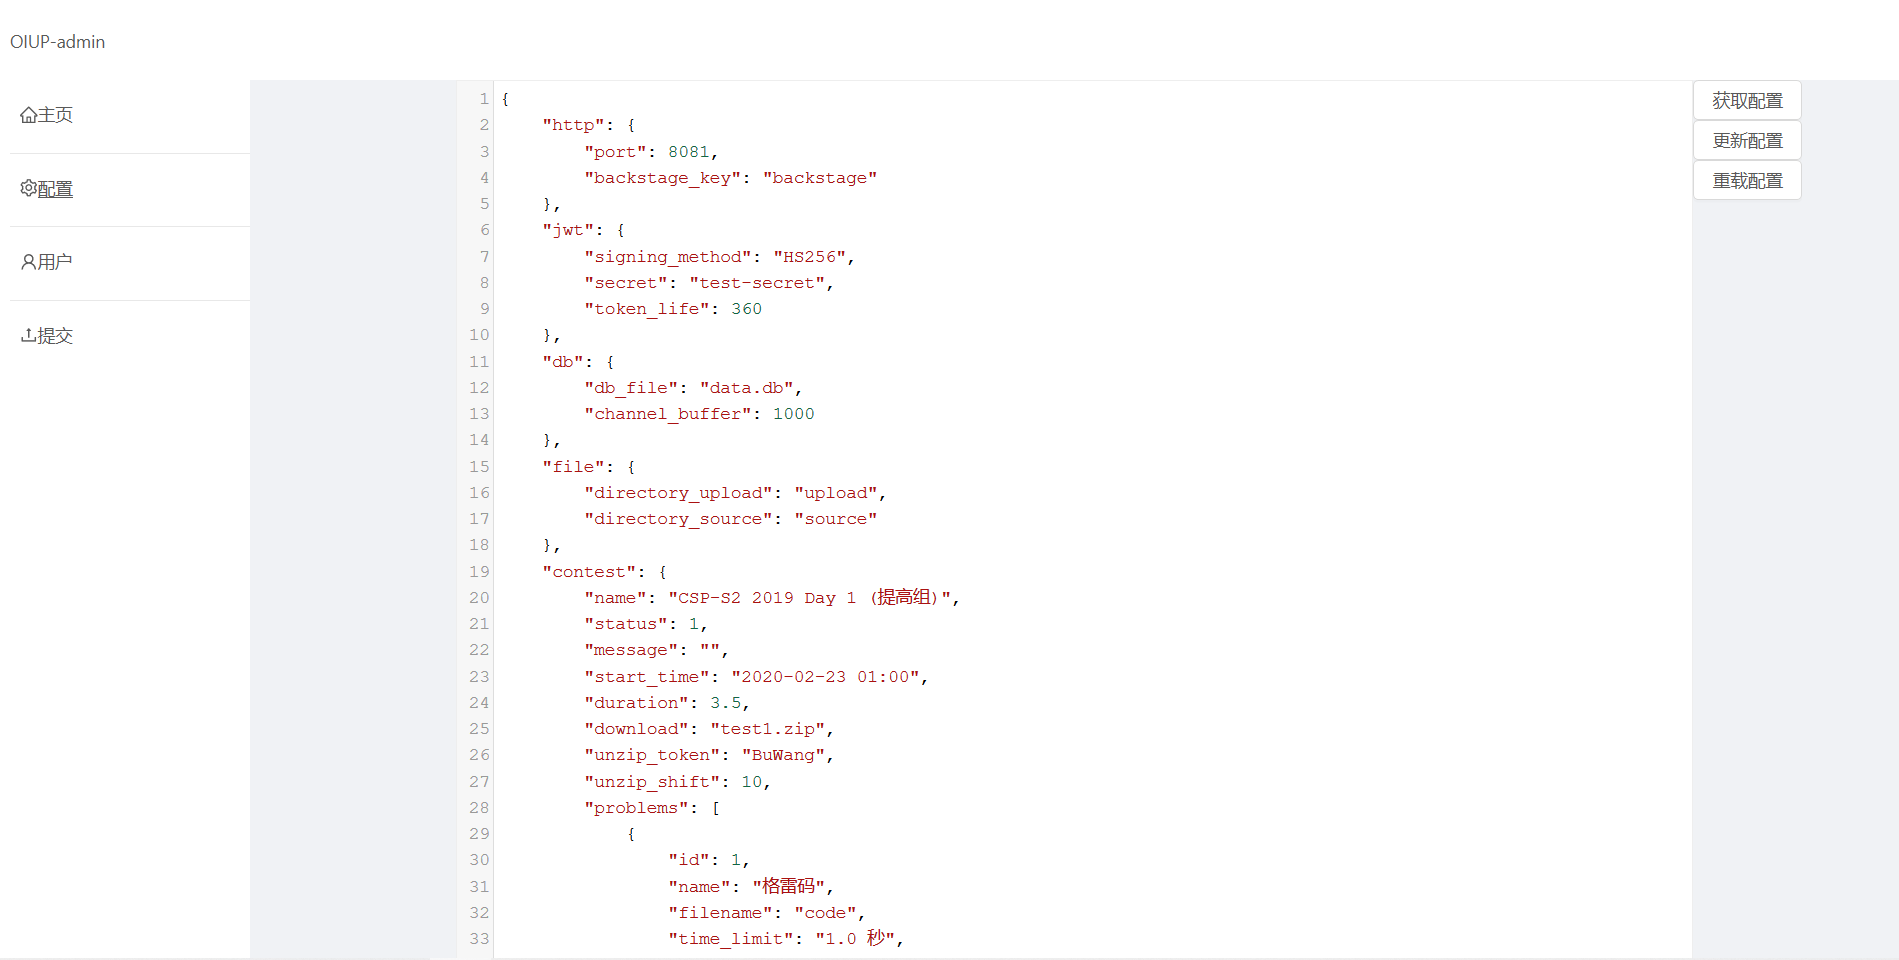 OIUP-admin
主页
配置
用户
提交
1 {
2     "http": {
3         "port": 8081,
4         "backstage_key": "backstage"
5     },
6     "jwt": {
7         "signing_method": "HS256",
8         "secret": "test-secret",
9         "token_life": 360
10     },
11     "db": {
12         "db_file": "data.db",
13         "channel_buffer": 1000
14     },
15     "file": {
16         "directory_upload": "upload",
17         "directory_source": "source"
18     },
19     "contest": {
20         "name": "CSP-S2 2019 Day 1 (提高组)",
21         "status": 1,
22         "message": "",
23         "start_time": "2020-02-23 01:00",
24         "duration": 3.5,
25         "download": "test1.zip",
26         "unzip_token": "BuWang",
27         "unzip_shift": 10,
28         "problems": [
29             {
30                 "id": 1,
31                 "name": "格雷码",
32                 "filename": "code",
33                 "time_limit": "1.0 秒",
获取配置
更新配置
重载配置